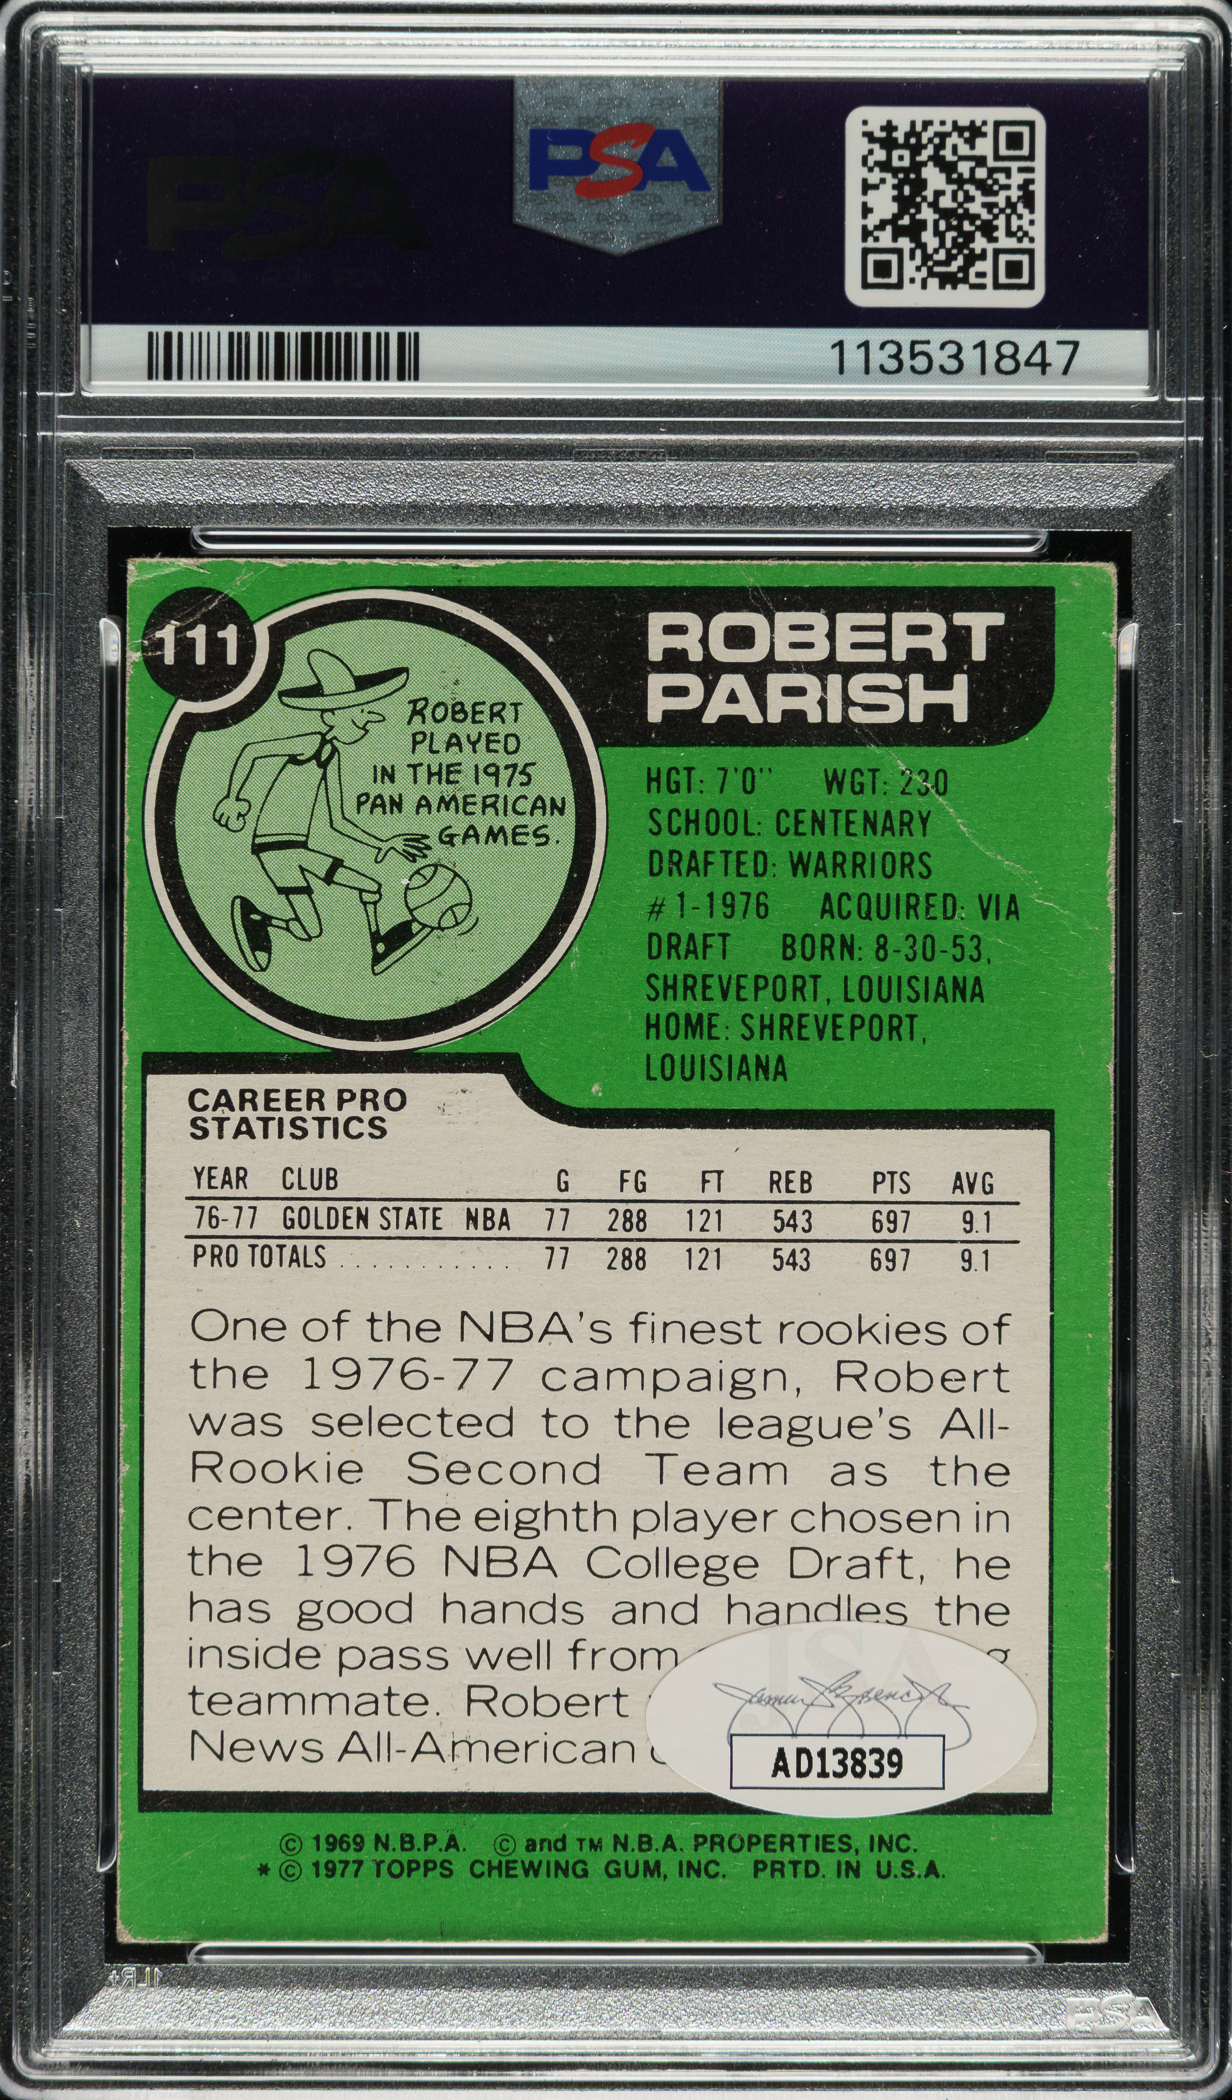 PSA
PSA
113531847
111
ROBERT
PARISH
ROBERT
PLAYED
IN THE 1975
PAN AMERICAN
GAMES.
HGT: 7'0" WGT: 230
SCHOOL: CENTENARY
DRAFTED: WARRIORS
#1-1976 ACQUIRED: VIA
DRAFT BORN: 8-30-53,
SHREVEPORT, LOUISIANA
HOME: SHREVEPORT,
LOUISIANA
CAREER PRO
STATISTICS
YEAR CLUB G FG FT REB PTS AVG
76-77 GOLDEN STATE NBA 77 288 121 543 697 9.1
PRO TOTALS ............ 77 288 121 543 697 9.1
One of the NBA's finest rookies of
the 1976-77 campaign, Robert
was selected to the league's All-
Rookie Second Team as the
center. The eighth player chosen in
the 1976 NBA College Draft, he
has good hands and handles the
inside pass well from
teammate. Robert
News All-American
JSA
AD13839
© 1969 N.B.P.A. © and TM N.B.A. PROPERTIES, INC.
* © 1977 TOPPS CHEWING GUM, INC. PRTD. IN U.S.A.
PSA